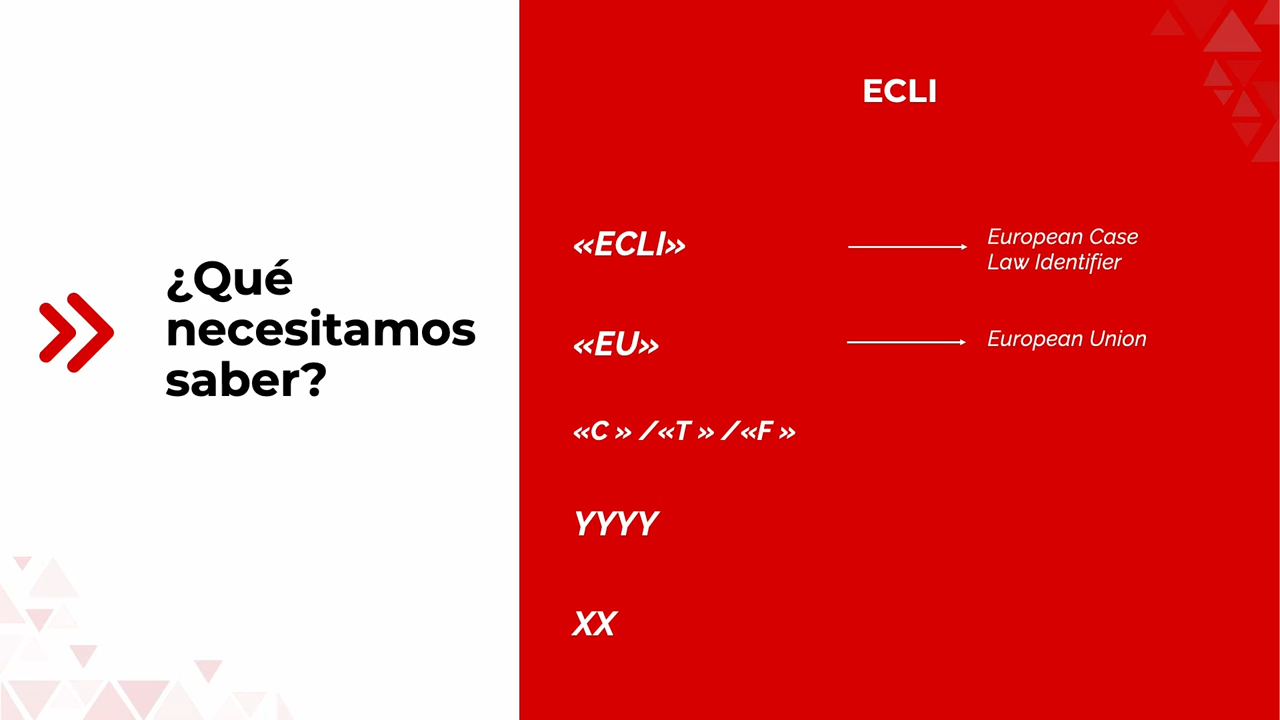 ¿Qué
necesitamos
saber?
ECLI
«ECLI»
European Case
Law Identifier
«EU»
European Union
«C » /«T » /«F »
YYYY
XX